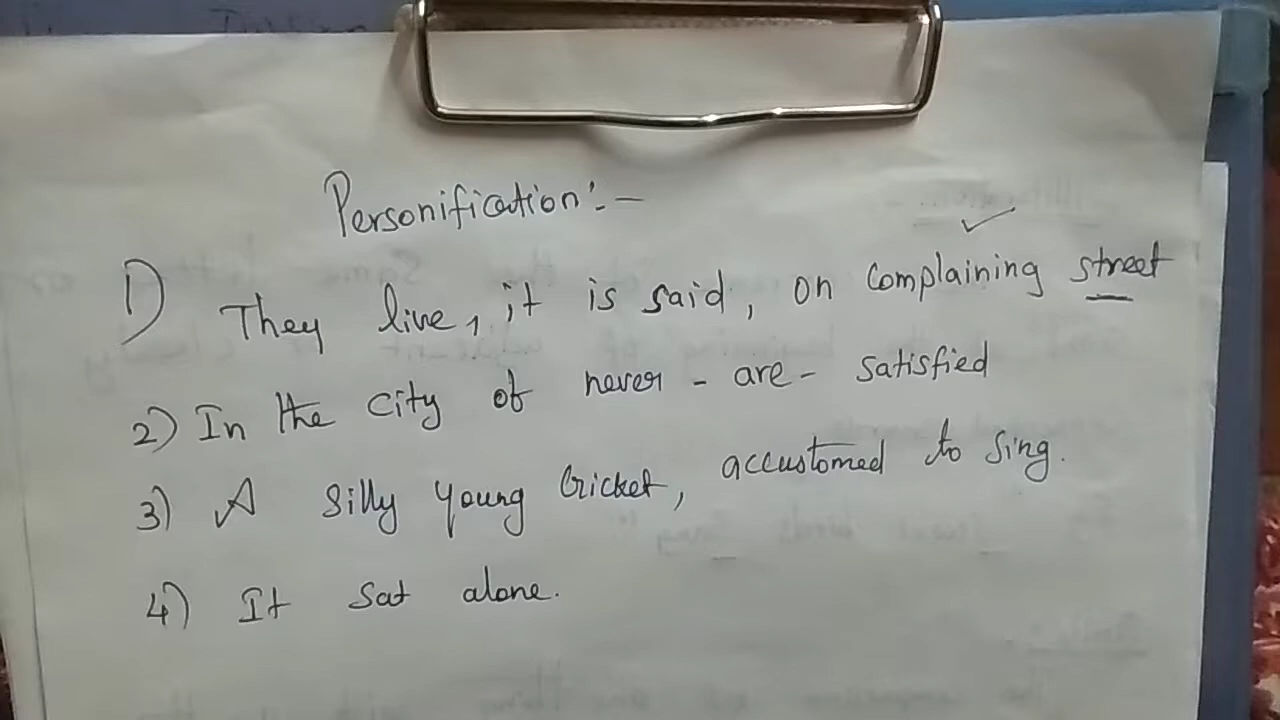 Personification:-
1) They live, it is said, on Complaining street
2) In the city of never - are - satisfied
3) A Silly young Cricket, accustomed to Sing.
4) It Sat alone.